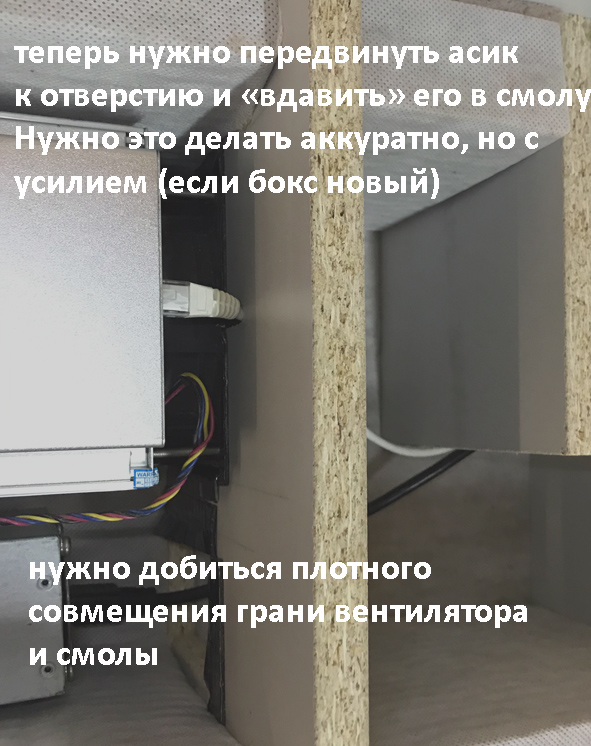 теперь нужно передвинуть асик
к отверстию и «вдавить» его в смолу
Нужно это делать аккуратно, но с
усилием (если бокс новый)
нужно добиться плотного
совмещения грани вентилятора
и смолы